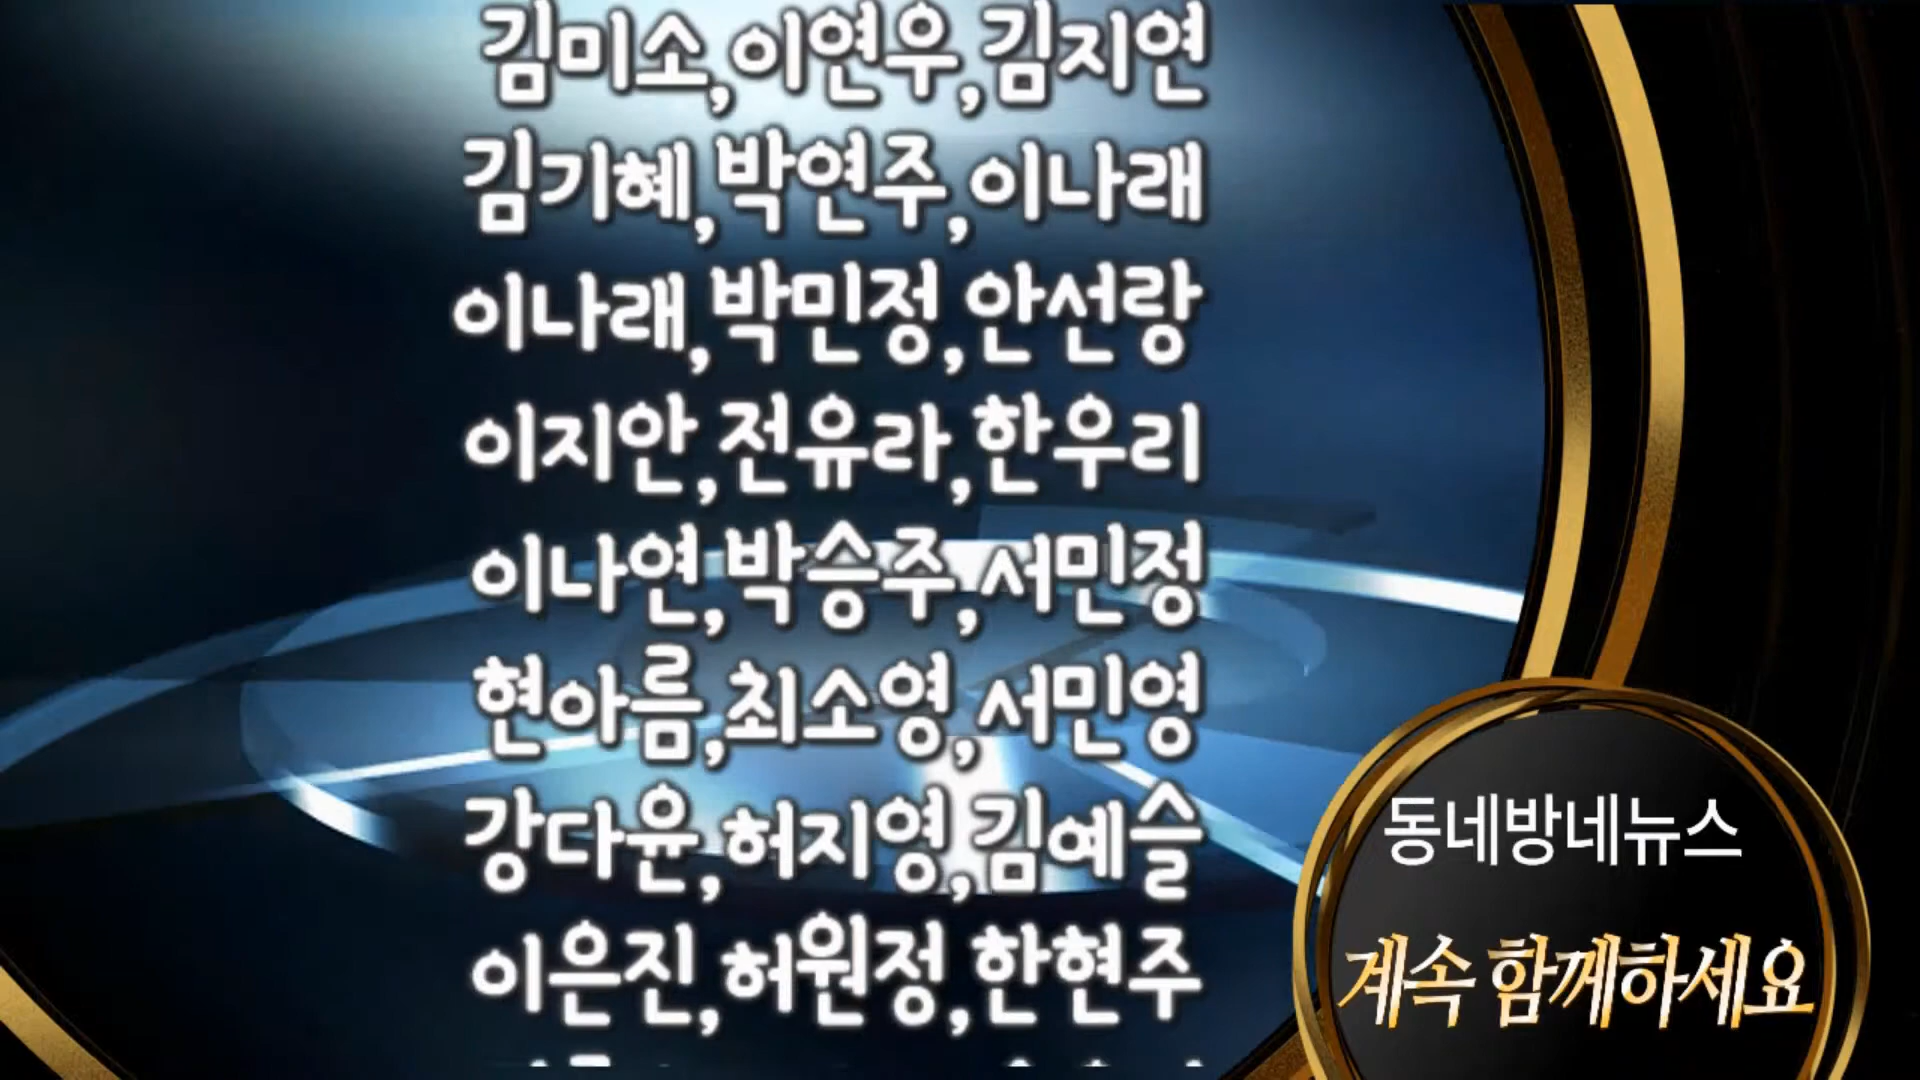 김미소,이연우,김지연
김기혜,박연주,이나래
이나래,박민정,안선랑
이지안,전유라,한우리
이나연,박승주,서민정
현아름,최소영,서민영
강다윤,허지영,김예슬
이은진,허원정,한현주
동네방네뉴스
계속 함께하세요